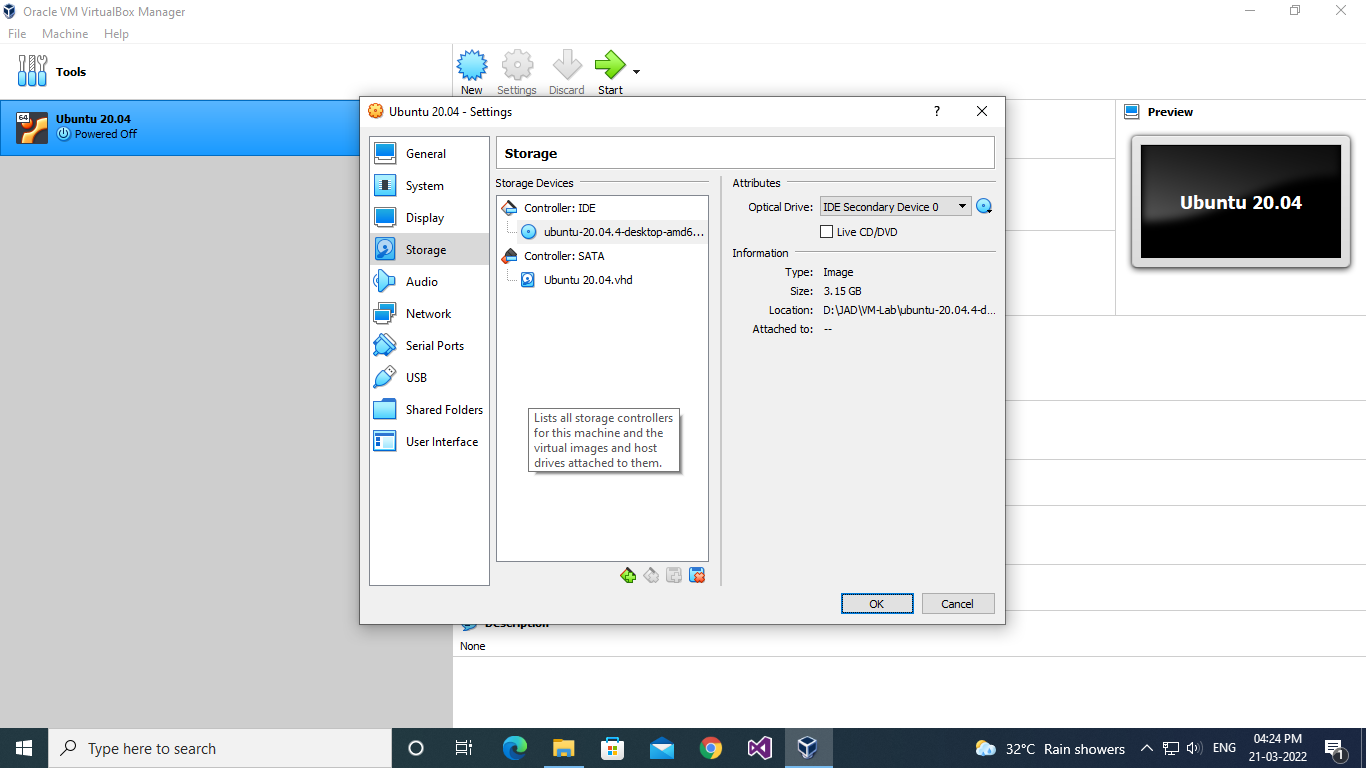 Oracle VM VirtualBox Manager
File Machine Help
Tools
New Settings Discard Start
64
Ubuntu 20.04
Powered Off
Preview
Ubuntu 20.04
Ubuntu 20.04 - Settings
?
General
System
Display
Storage
Audio
Network
Serial Ports
USB
Shared Folders
User Interface
Storage
Storage Devices
Controller: IDE
ubuntu-20.04.4-desktop-amd6...
Controller: SATA
Ubuntu 20.04.vhd
Lists all storage controllers
for this machine and the
virtual images and host
drives attached to them.
Attributes
Optical Drive: IDE Secondary Device 0
Live CD/DVD
Information
Type: Image
Size: 3.15 GB
Location: D:\JAD\VM-Lab\ubuntu-20.04.4-d...
Attached to: --
OK Cancel
Description
None
Type here to search
32°C Rain showers
ENG
04:24 PM
21-03-2022
1